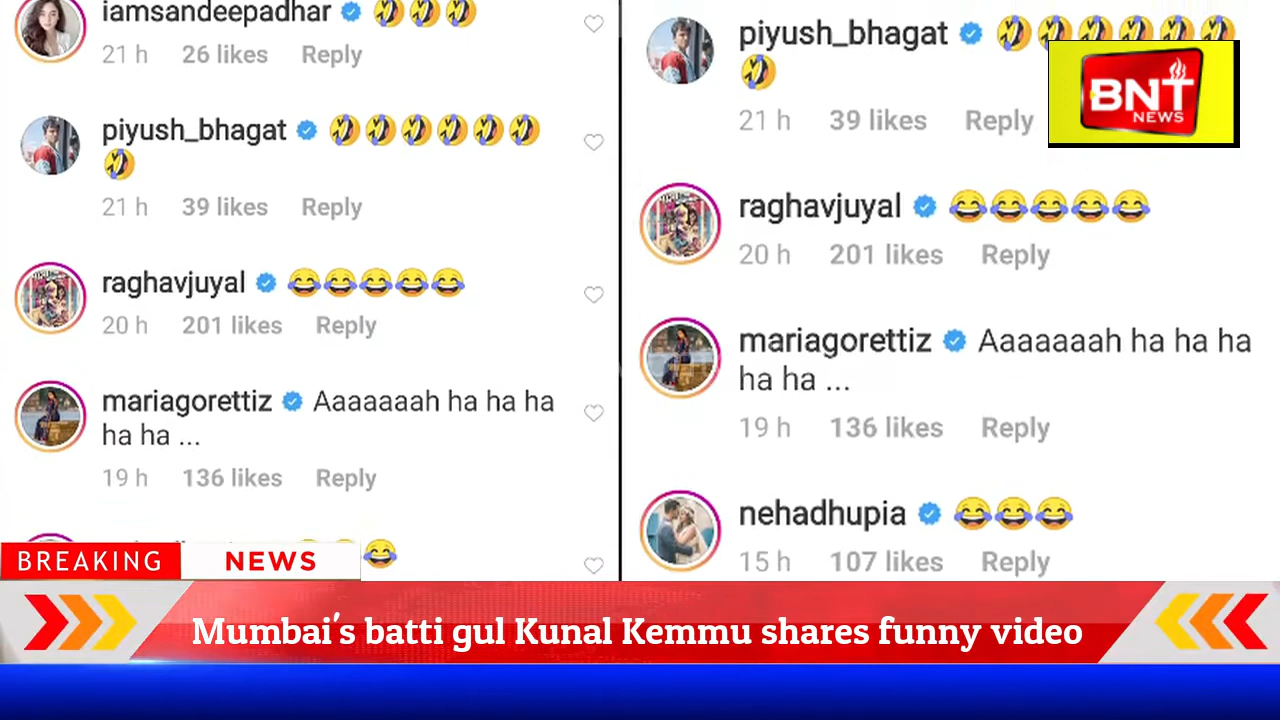 iamsandeepadhar 🤣🤣🤣
21 h 26 likes Reply
piyush_bhagat 🤣🤣🤣🤣🤣🤣
🤣
21 h 39 likes Reply
raghavjuyal 😂😂😂😂😂
20 h 201 likes Reply
mariagorettiz Aaaaaaah ha ha ha
ha ha ...
19 h 136 likes Reply
piyush_bhagat 🤣🤣🤣🤣🤣🤣
🤣
21 h 39 likes Reply
raghavjuyal 😂😂😂😂😂
20 h 201 likes Reply
mariagorettiz Aaaaaaah ha ha ha
ha ha ...
19 h 136 likes Reply
nehadhupia 😂😂😂
15 h 107 likes Reply
BNT
NEWS
BREAKING NEWS
Mumbai's batti gul Kunal Kemmu shares funny video